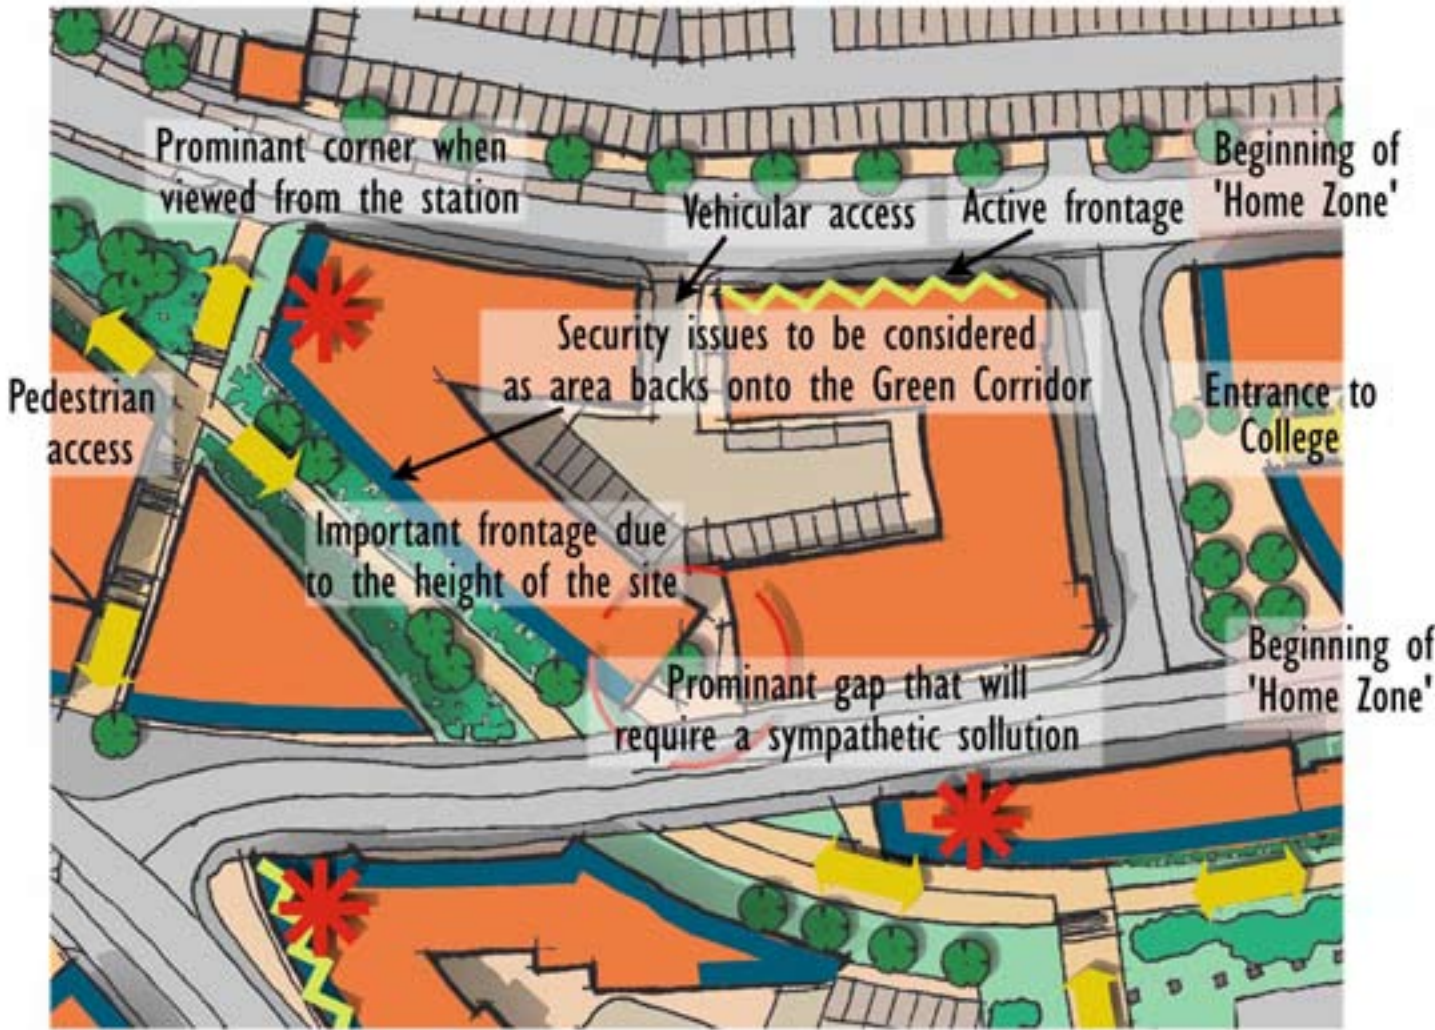 Prominant corner when
viewed from the station
Vehicular access
Active frontage
Beginning of
'Home Zone'
Security issues to be considered
as area backs onto the Green Corridor
Pedestrian
access
Entrance to
College
Important frontage due
to the height of the site
Prominant gap that will
require a sympathetic sollution
Beginning of
'Home Zone'